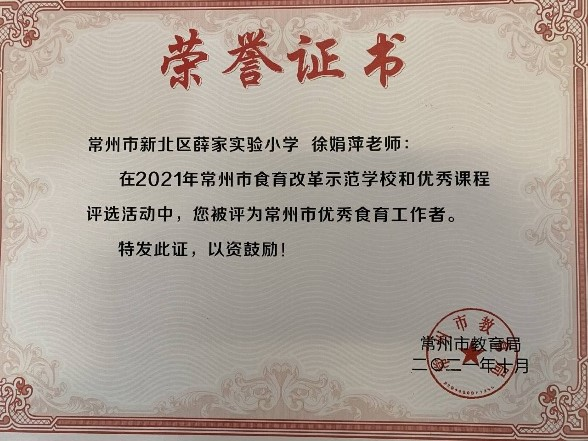 荣誉证书
常州市新北区薛家实验小学 徐娟萍老师：
在2021年常州市食育改革示范学校和优秀课程
评选活动中，您被评为常州市优秀食育工作者。
特发此证，以资鼓励！
常州市教育局
二〇二一年十月